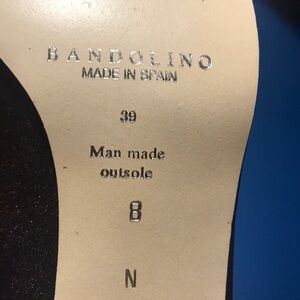 BANDOLINO
MADE IN SPAIN
39
Man made
outsole
8
N